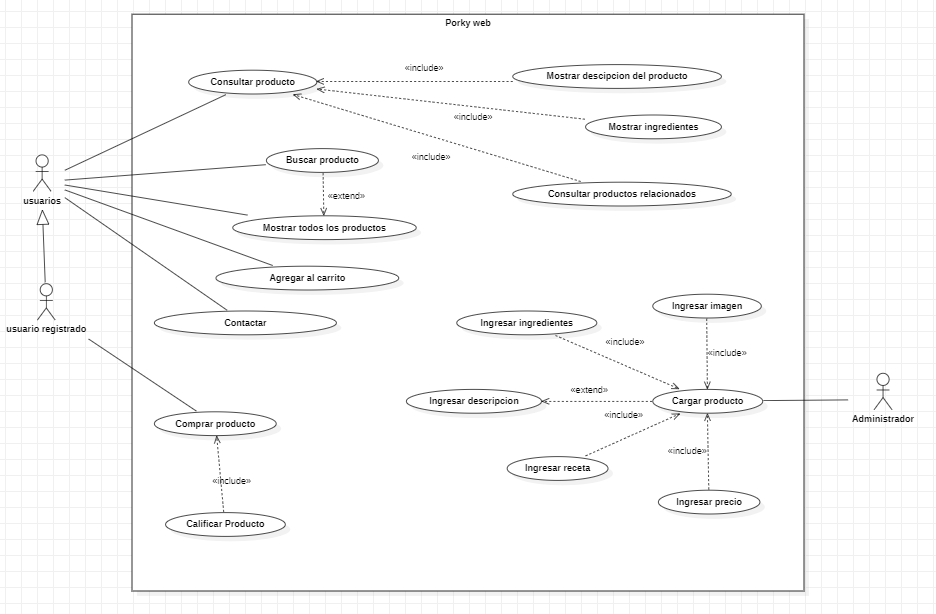 Porky web
Consultar producto
«include»
Mostrar descipcion del producto
«include»
Mostrar ingredientes
«include»
Buscar producto
Consultar productos relacionados
«extend»
usuarios
Mostrar todos los productos
Agregar al carrito
Ingresar imagen
usuario registrado
Contactar
Ingresar ingredientes
«include»
«include»
«extend»
Ingresar descripcion
Cargar producto
Administrador
«include»
Comprar producto
«include»
Ingresar receta
«include»
Ingresar precio
Calificar Producto